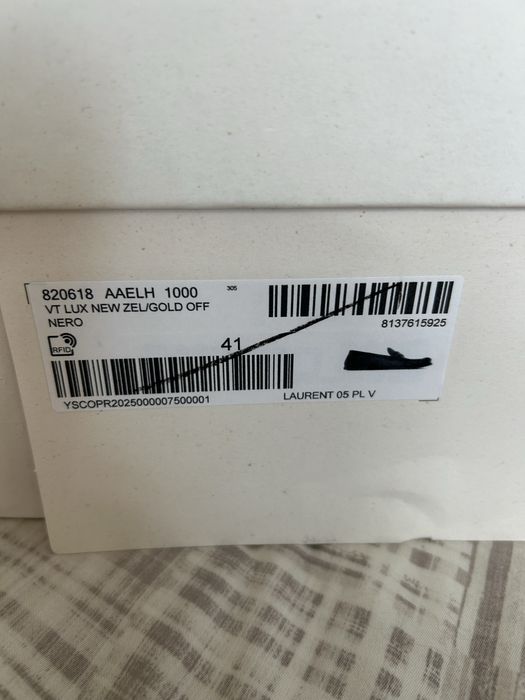 820618 AAELH 1000 305
VT LUX NEW ZEL/GOLD OFF
NERO
8137615925
RFID
41
YSCOPR2025000007500001
LAURENT 05 PL V